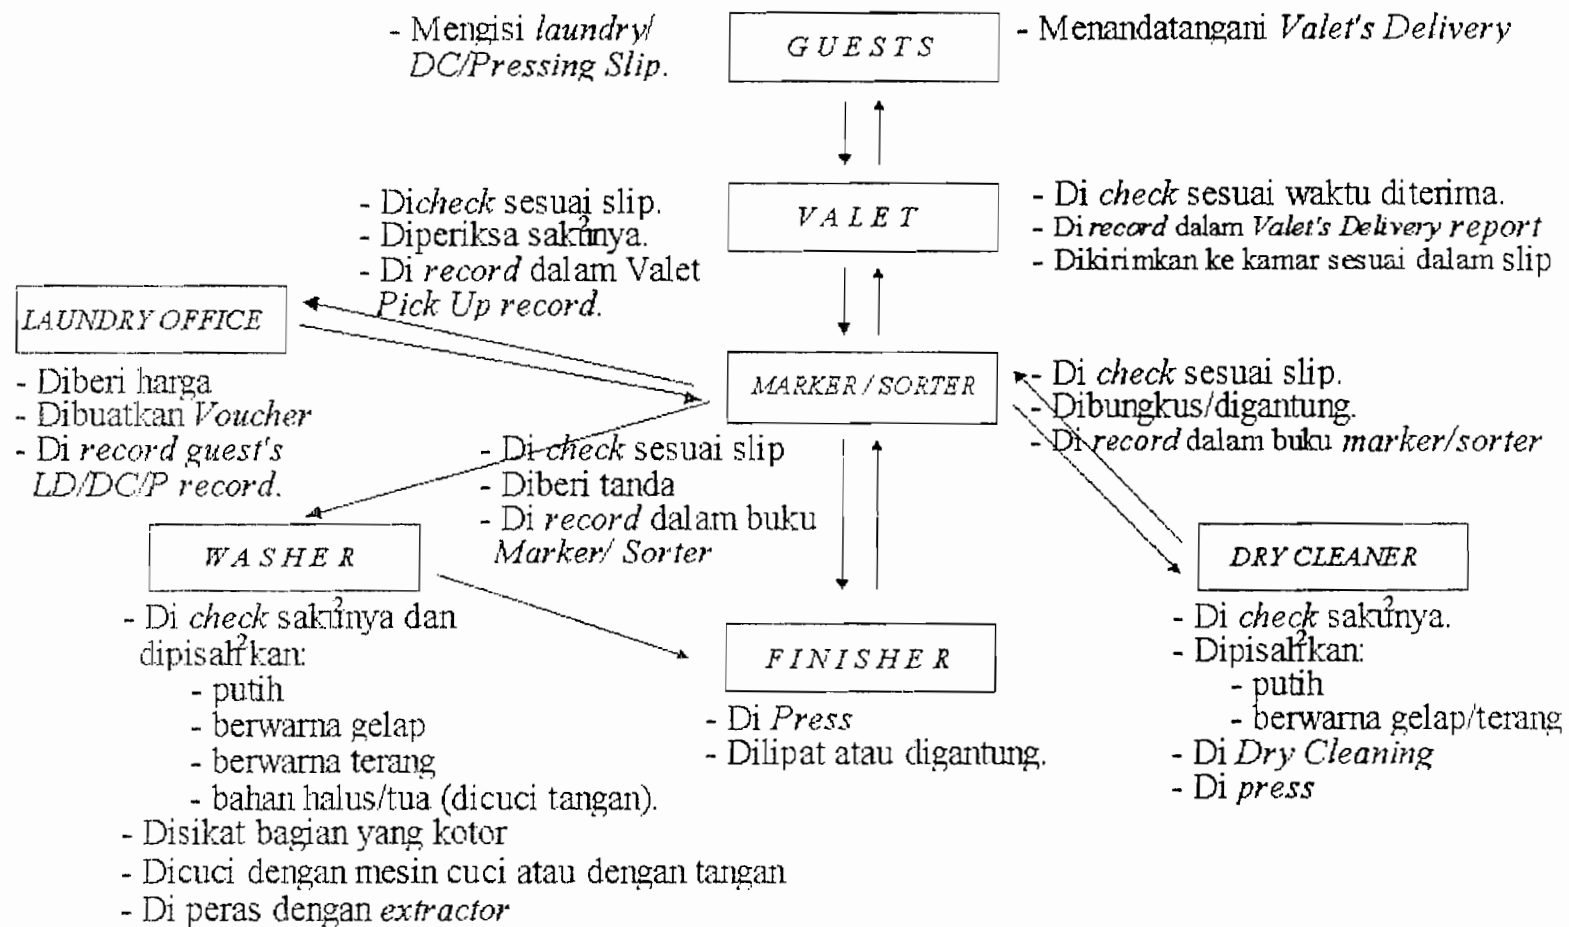 - Mengisi laundry/
DC/Pressing Slip.
GUESTS
- Menandatangani Valet's Delivery
- Dicheck sesuai slip.
- Diperiksa saku²nya.
- Di record dalam Valet
Pick Up record.
VALET
- Di check sesuai waktu diterima.
- Di record dalam Valet's Delivery report
- Dikirimkan ke kamar sesuai dalam slip
LAUNDRY OFFICE
- Diberi harga
- Dibuatkan Voucher
- Di record guest's
LD/DC/P record.
MARKER / SORTER
- Di check sesuai slip.
- Dibungkus/digantung.
- Di record dalam buku marker/sorter
- Di check sesuai slip
- Diberi tanda
- Di record dalam buku
Marker/ Sorter
WASHER
- Di check saku²nya dan
dipisah²kan:
- putih
- berwarna gelap
- berwarna terang
- bahan halus/tua (dicuci tangan).
- Disikat bagian yang kotor
- Dicuci dengan mesin cuci atau dengan tangan
- Di peras dengan extractor
FINISHER
- Di Press
- Dilipat atau digantung.
DRY CLEANER
- Di check saku²nya.
- Dipisah²kan:
- putih
- berwarna gelap/terang
- Di Dry Cleaning
- Di press